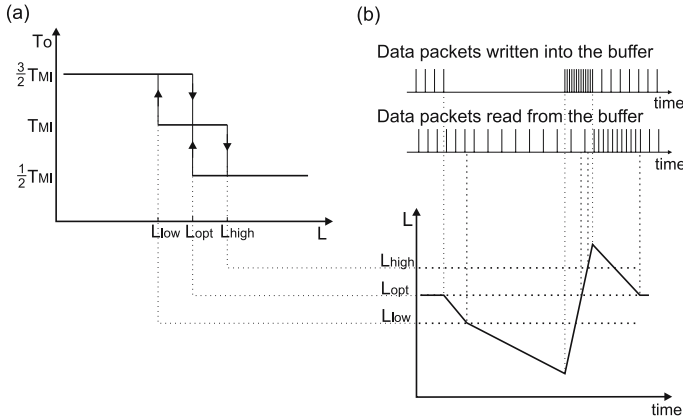 (a)
To
3/2 TMI
TMI
1/2 TMI
Llow Lopt Lhigh L
(b)
Data packets written into the buffer
time
Data packets read from the buffer
time
L
Lhigh
Lopt
Llow
time